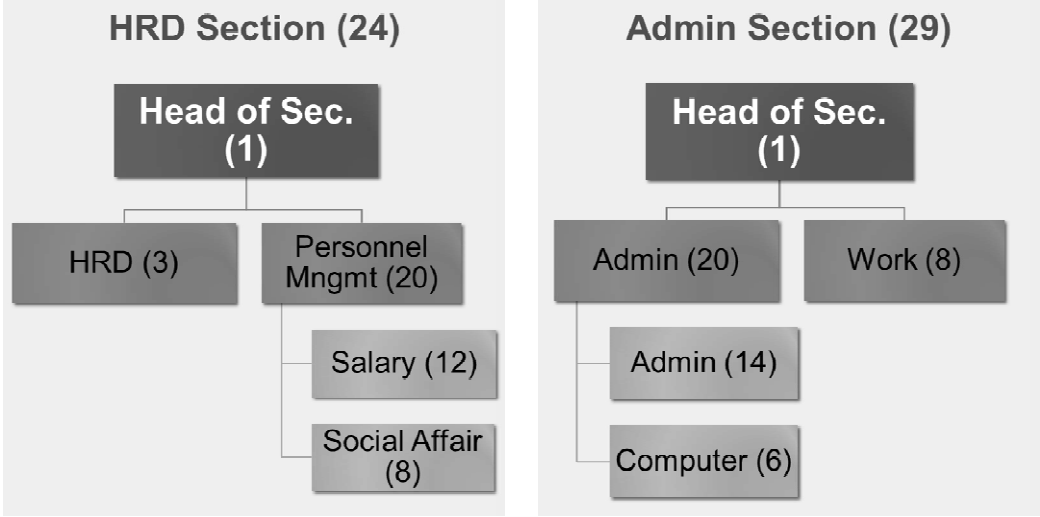 HRD Section (24)
Head of Sec.
(1)
HRD (3)
Personnel
Mngmt (20)
Salary (12)
Social Affair
(8)
Admin Section (29)
Head of Sec.
(1)
Admin (20)
Work (8)
Admin (14)
Computer (6)